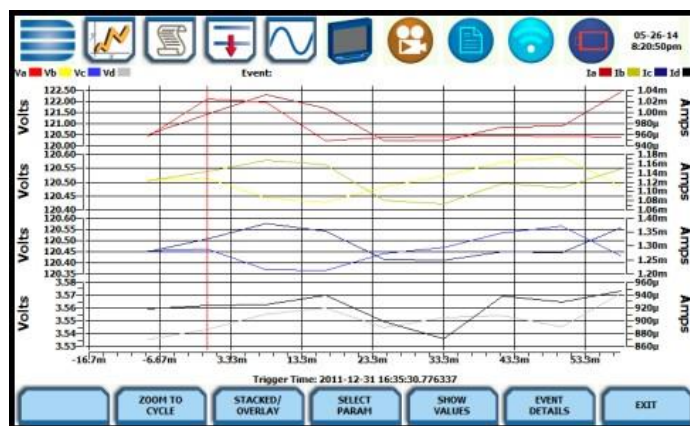 05-26-14
8:20:50pm
Va Vb Vc Vd
Event:
Ia Ib Ic Id
Volts
122.50
122.00
121.50
121.00
120.50
120.00
1.04m
1.02m
1.00m
980µ
960µ
940µ
Amps
Volts
120.60
120.50
120.40
1.18m
1.16m
1.14m
1.12m
1.10m
1.08m
1.06m
Amps
Volts
120.60
120.55
120.50
120.45
120.40
120.35
1.40m
1.35m
1.30m
1.25m
1.20m
Amps
Volts
3.58
3.57
3.56
3.55
3.54
3.53
960µ
940µ
920µ
900µ
880µ
860µ
Amps
-16.7m -6.67m 3.33m 13.3m 23.3m 33.3m 43.3m 53.3m
Trigger Time: 2011-12-31 16:35:30.776337
ZOOM TO
CYCLE
STACKED/
OVERLAY
SELECT
PARAM
SHOW
VALUES
EVENT
DETAILS
EXIT